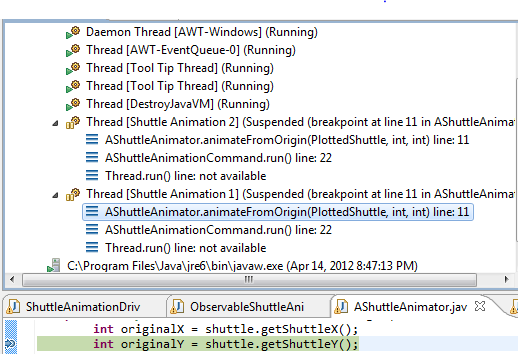 Daemon Thread [AWT-Windows] (Running)
Thread [AWT-EventQueue-0] (Running)
Thread [Tool Tip Thread] (Running)
Thread [Tool Tip Thread] (Running)
Thread [DestroyJavaVM] (Running)
Thread [Shuttle Animation 2] (Suspended (breakpoint at line 11 in AShuttleAnimat
AShuttleAnimator.animateFromOrigin(PlottedShuttle, int, int) line: 11
AShuttleAnimationCommand.run() line: 22
Thread.run() line: not available
Thread [Shuttle Animation 1] (Suspended (breakpoint at line 11 in AShuttleAnimat
AShuttleAnimator.animateFromOrigin(PlottedShuttle, int, int) line: 11
AShuttleAnimationCommand.run() line: 22
Thread.run() line: not available
C:\Program Files\Java\jre6\bin\javaw.exe (Apr 14, 2012 8:47:13 PM)
ShuttleAnimationDriv ObservableShuttleAni AShuttleAnimator.jav
int originalX = shuttle.getShuttleX();
int originalY = shuttle.getShuttleY();